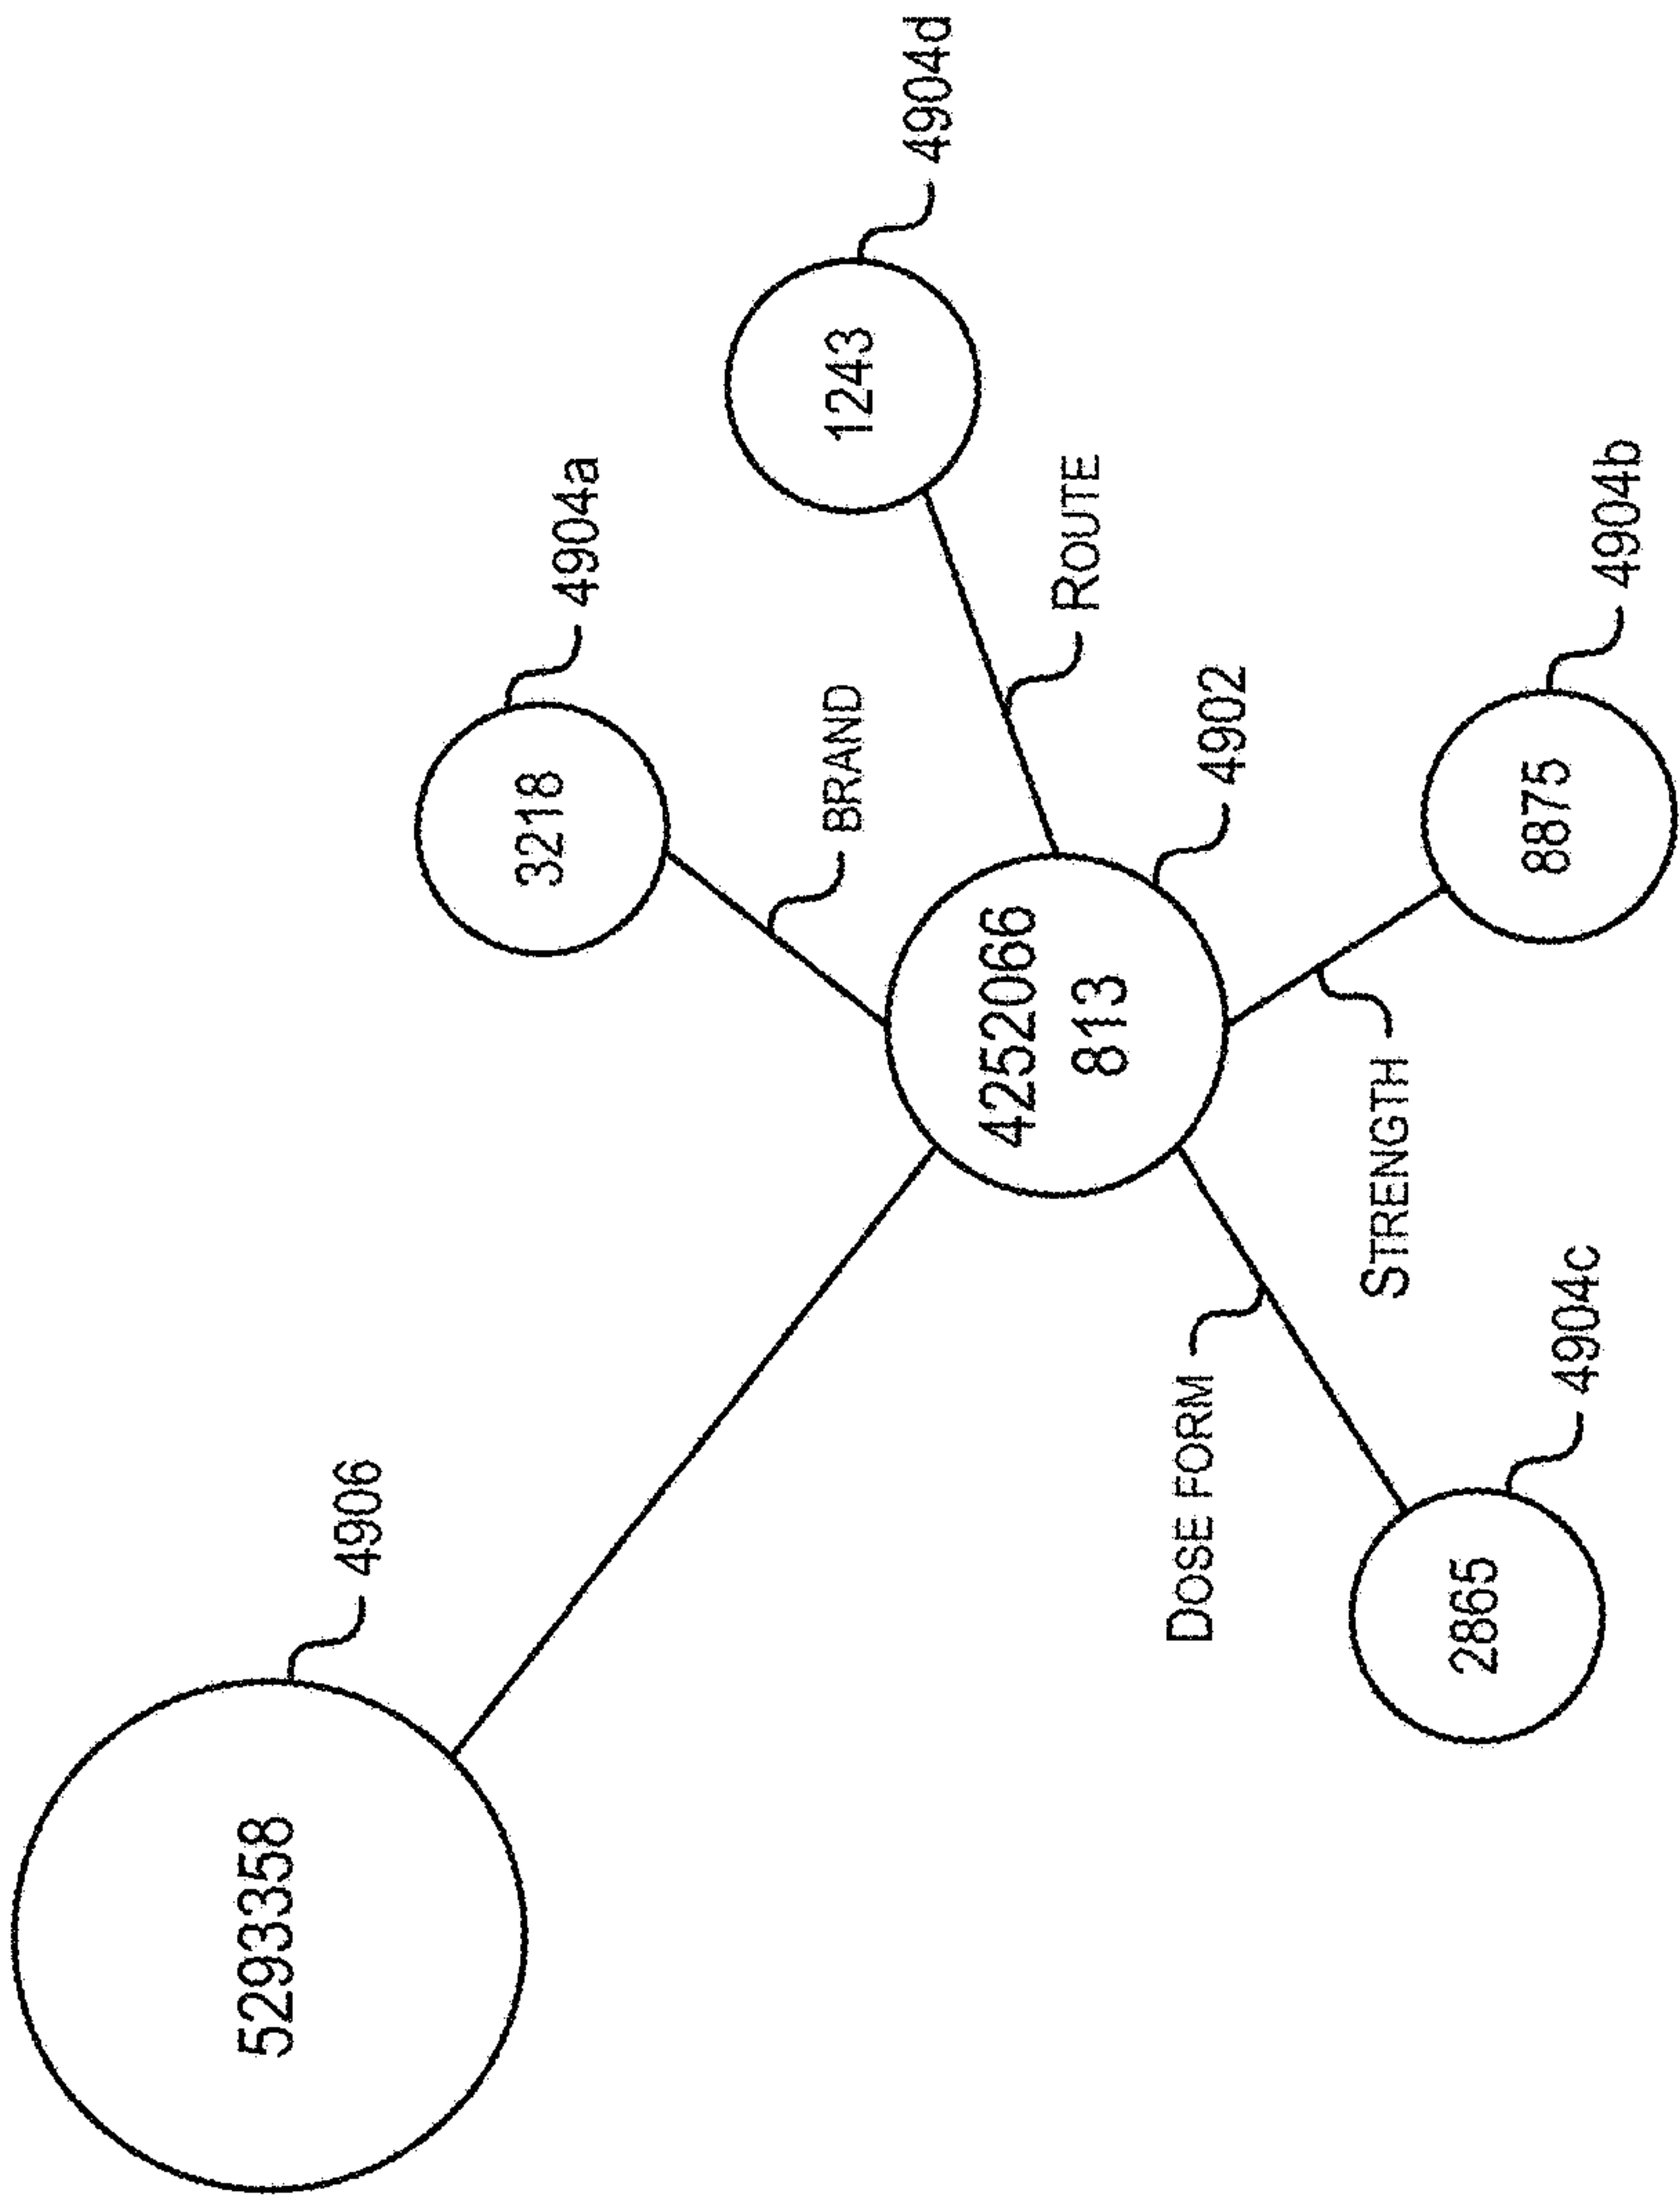 5293358
4906
3218
4904a
BRAND
1243
4904d
ROUTE
4252066
813
4902
DOSE FORM
STRENGTH
2865
4904c
8875
4904b